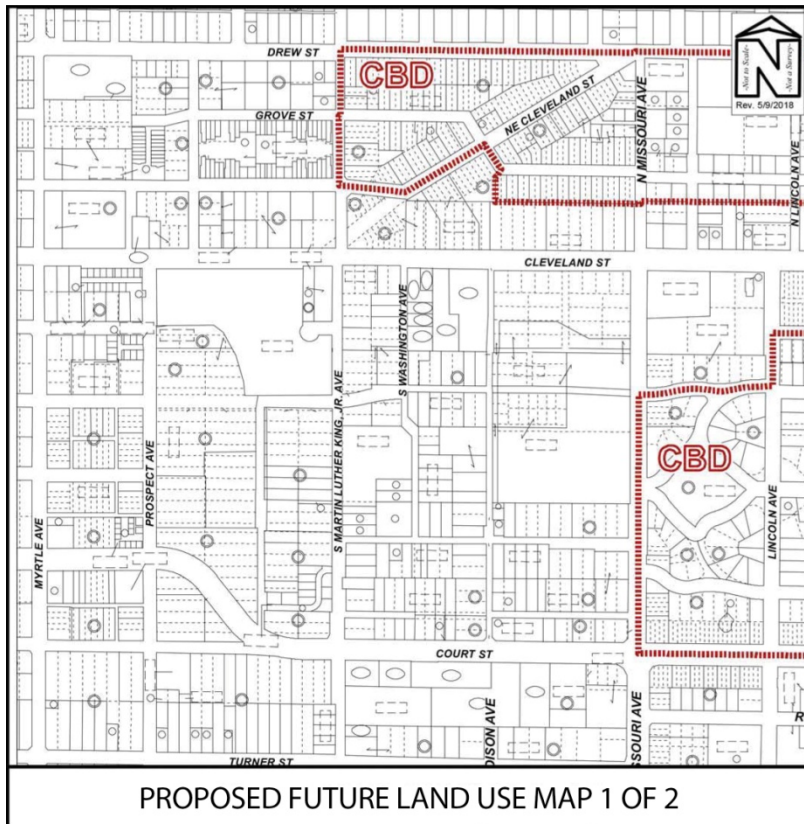 DREW ST
CBD
GROVE ST
NE CLEVELAND ST
N MISSOURI AVE
-Not to Scale-
N
-Not a Survey-
Rev. 5/9/2018
N LINCOLN AVE
CLEVELAND ST
S WASHINGTON AVE
S MARTIN LUTHER KING, JR. AVE
PROSPECT AVE
MYRTLE AVE
CBD
LINCOLN AVE
COURT ST
DISON AVE
SSOURI AVE
R
TURNER ST
PROPOSED FUTURE LAND USE MAP 1 OF 2